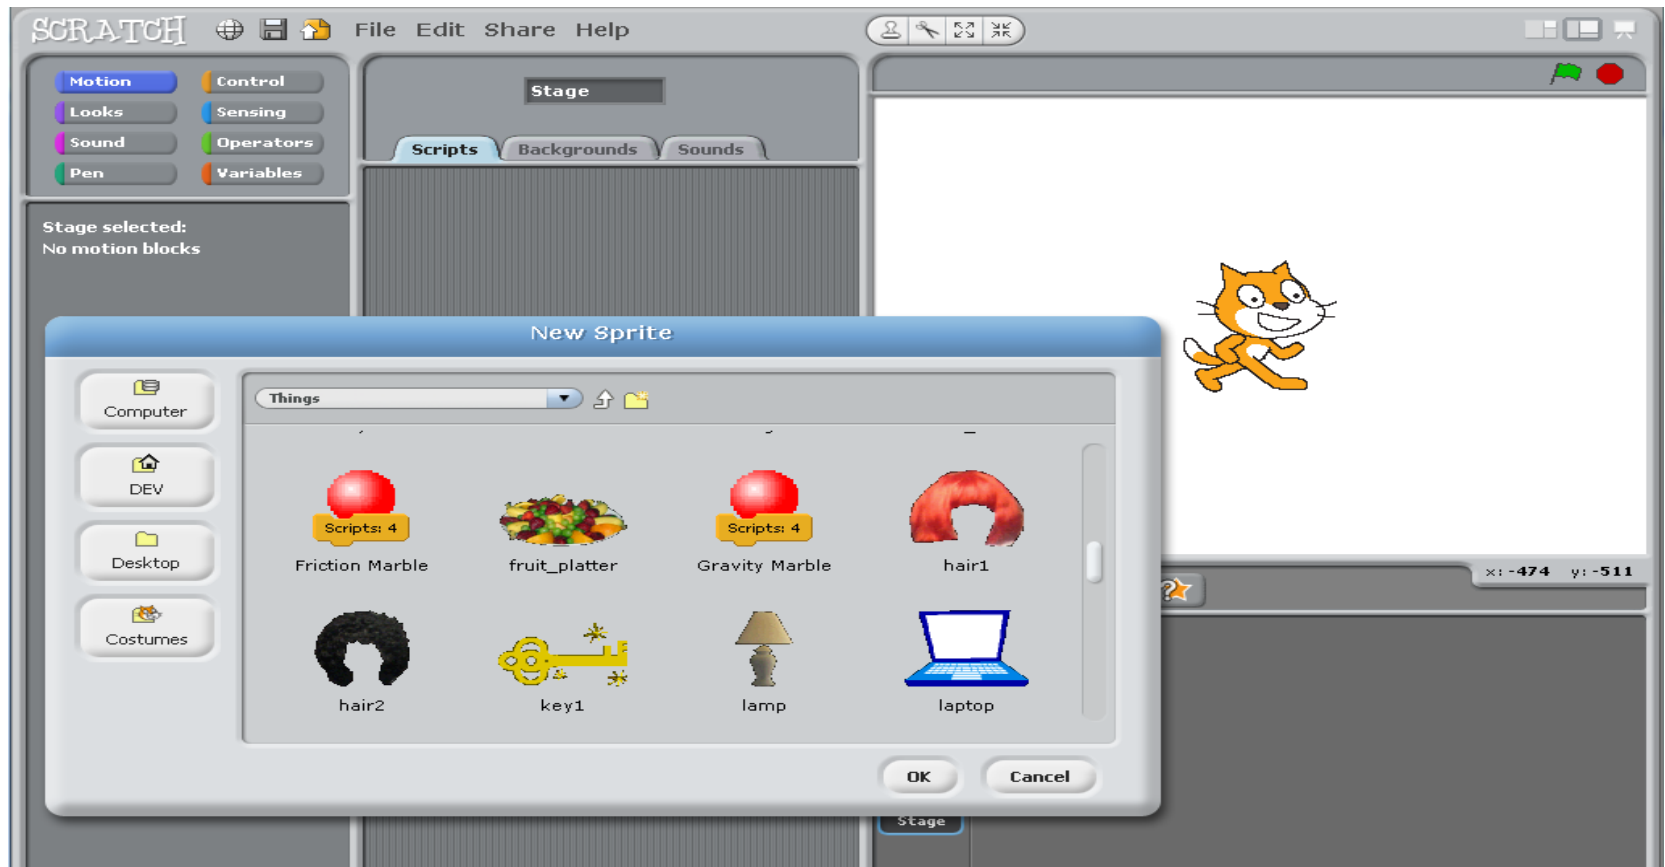 SCRATCH File Edit Share Help
Motion Control
Looks Sensing
Sound Operators
Pen Variables
Stage selected:
No motion blocks
Stage
Scripts Backgrounds Sounds
New Sprite
Computer
DEV
Desktop
Costumes
Things
Scripts: 4 Scripts: 4
Friction Marble fruit_platter Gravity Marble hair1
hair2 key1 lamp laptop
OK Cancel
x: -474 y: -511
Stage